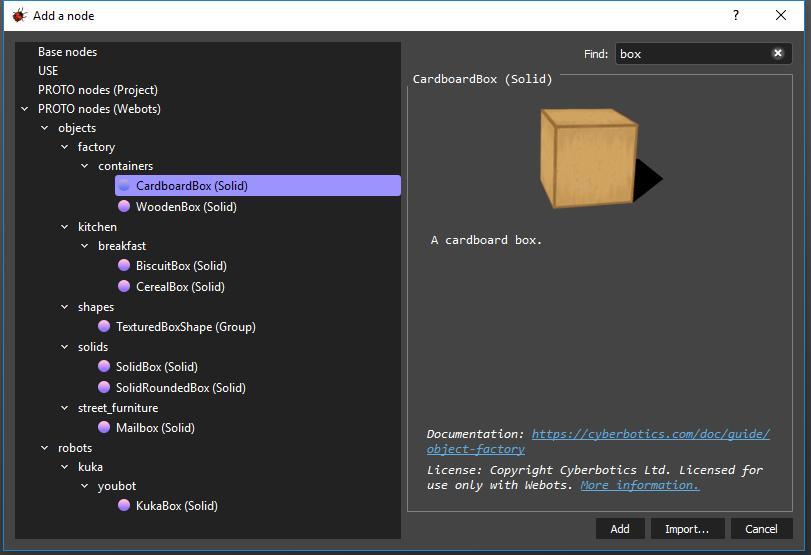 Add a node
?
Base nodes
USE
PROTO nodes (Project)
PROTO nodes (Webots)
objects
factory
containers
CardboardBox (Solid)
WoodenBox (Solid)
kitchen
breakfast
BiscuitBox (Solid)
CerealBox (Solid)
shapes
TexturedBoxShape (Group)
solids
SolidBox (Solid)
SolidRoundedBox (Solid)
street_furniture
Mailbox (Solid)
robots
kuka
youbot
KukaBox (Solid)
Find: box
CardboardBox (Solid)
A cardboard box.
Documentation: https://cyberbotics.com/doc/guide/
object-factory
License: Copyright Cyberbotics Ltd. Licensed for
use only with Webots. More information.
Add Import... Cancel